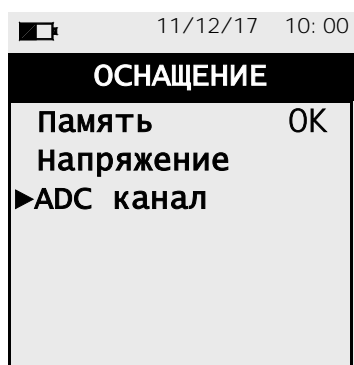 11/12/17 10:00
ОСНАЩЕНИЕ
Память OK
Напряжение
►ADC канал